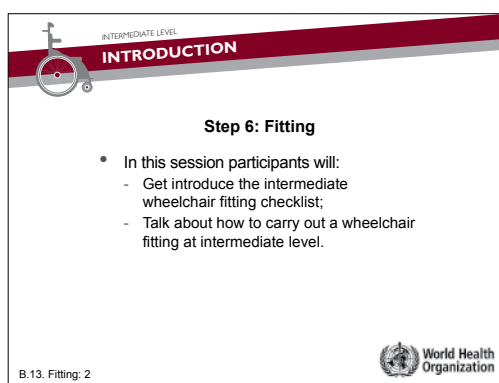 INTERMEDIATE LEVEL
INTRODUCTION
Step 6: Fitting
• In this session participants will:
- Get introduce the intermediate
wheelchair fitting checklist;
- Talk about how to carry out a wheelchair
fitting at intermediate level.
B.13. Fitting: 2
World Health
Organization